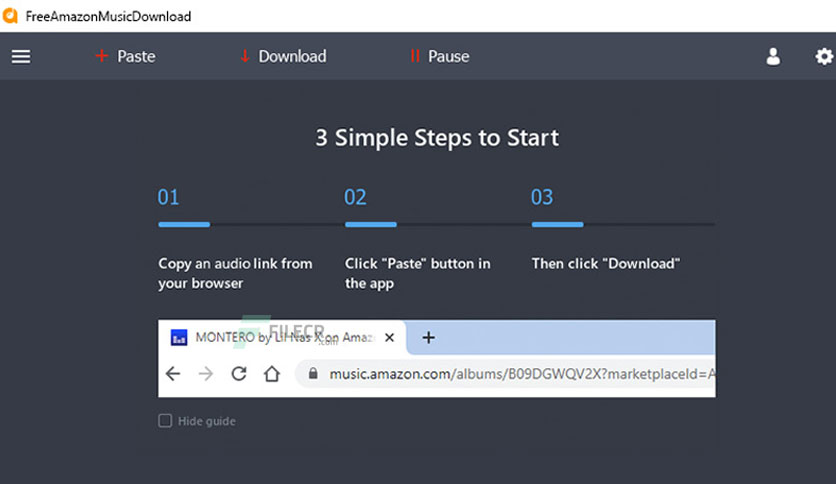 FreeAmazonMusicDownload
Paste
Download
Pause
3 Simple Steps to Start
01
02
03
Copy an audio link from
your browser
Click "Paste" button in
the app
Then click "Download"
FILECR
.com
MONTERO by Lil Nas X on Amaz
music.amazon.com/albums/B09DGWQV2X?marketplaceId=A
Hide guide